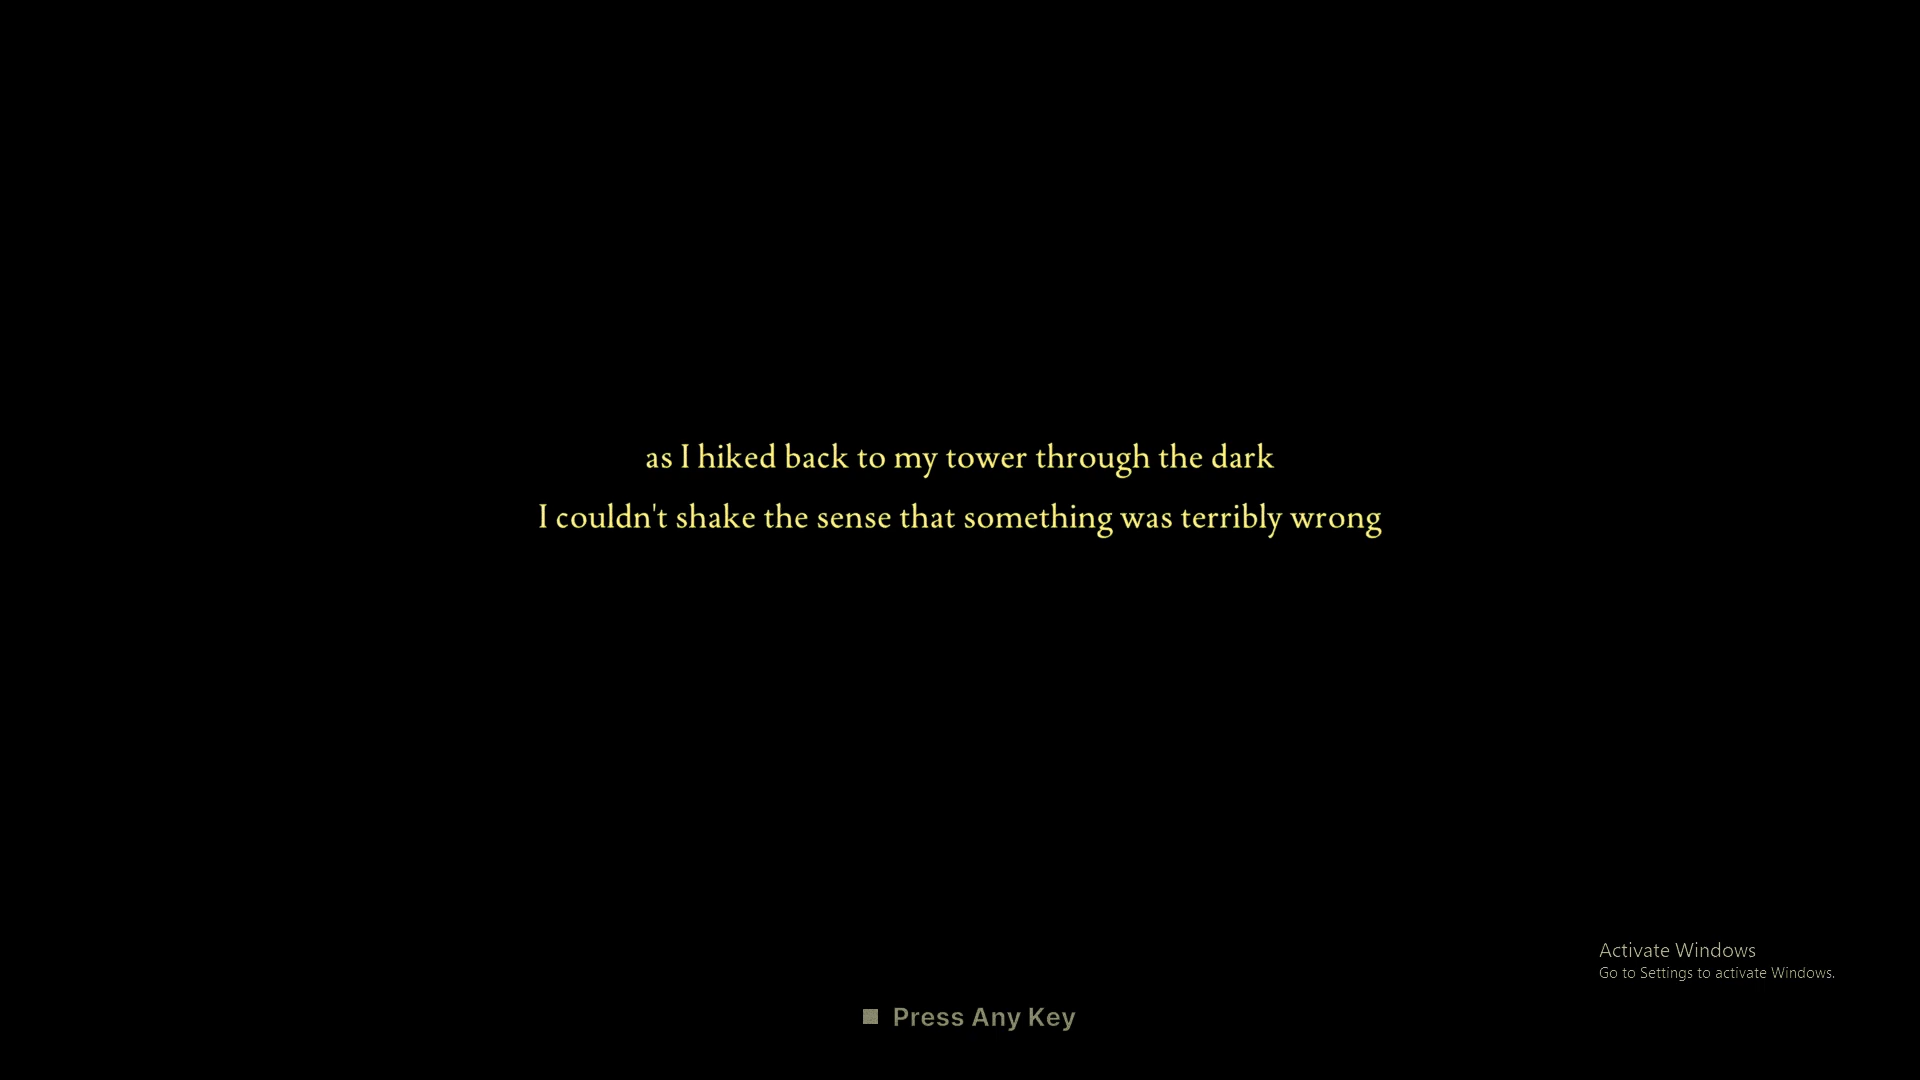 as I hiked back to my tower through the dark
I couldn't shake the sense that something was terribly wrong
Activate Windows
Go to Settings to activate Windows.
Press Any Key